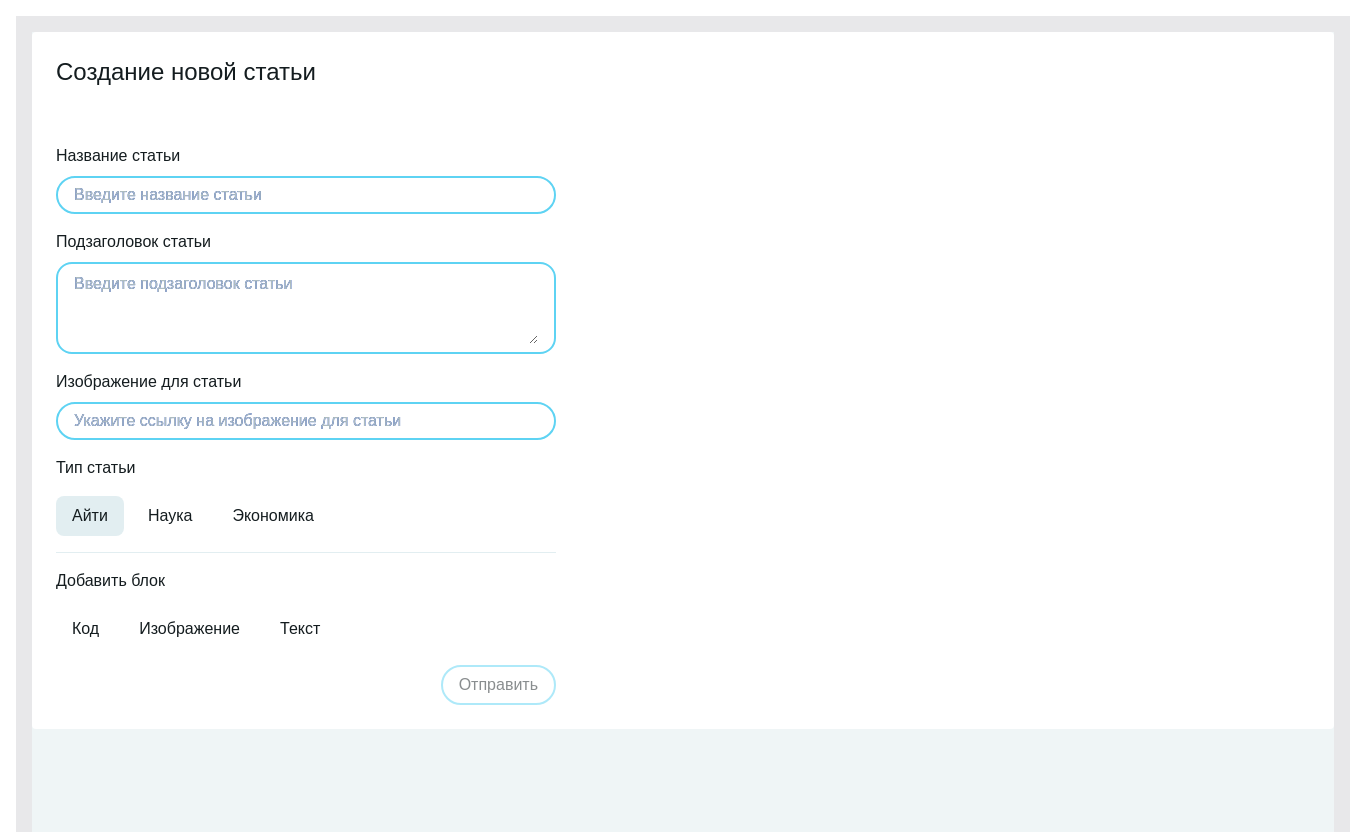 Создание новой статьи
Название статьи
Введите название статьи
Подзаголовок статьи
Введите подзаголовок статьи
Изображение для статьи
Укажите ссылку на изображение для статьи
Тип статьи
Айти Наука Экономика
Добавить блок
Код Изображение Текст
Отправить